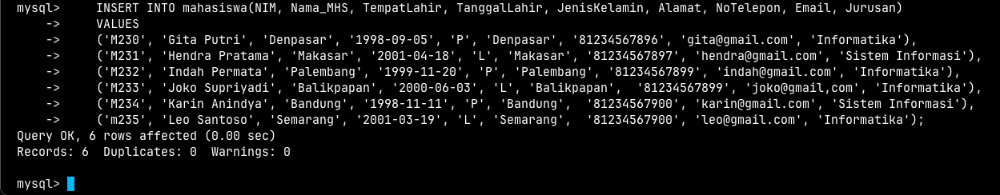 mysql>     INSERT INTO mahasiswa(NIM, Nama_MHS, TempatLahir, TanggalLahir, JenisKelamin, Alamat, NoTelepon, Email, Jurusan)
    ->     VALUES
    ->     ('M230', 'Gita Putri', 'Denpasar', '1998-09-05', 'P', 'Denpasar', '81234567896', 'gita@gmail.com', 'Informatika'),
    ->     ('M231', 'Hendra Pratama', 'Makasar', '2001-04-18', 'L', 'Makasar', '81234567897', 'hendra@gmail.com', 'Sistem Informasi'),
    ->     ('M232', 'Indah Permata', 'Palembang', '1999-11-20', 'P', 'Palembang', '81234567899', 'indah@gmail.com', 'Informatika'),
    ->     ('M233', 'Joko Supriyadi', 'Balikpapan', '2000-06-03', 'L', 'Balikpapan',  '81234567899', 'joko@gmail,com', 'Informatika'),
    ->     ('M234', 'Karin Anindya', 'Bandung', '1998-11-11', 'P', 'Bandung',  '81234567900', 'karin@gmail.com', 'Sistem Informasi'),
    ->     ('m235', 'Leo Santoso', 'Semarang', '2001-03-19', 'L', 'Semarang',  '81234567900', 'leo@gmail.com', 'Informatika');
Query OK, 6 rows affected (0.00 sec)
Records: 6  Duplicates: 0  Warnings: 0
mysql>